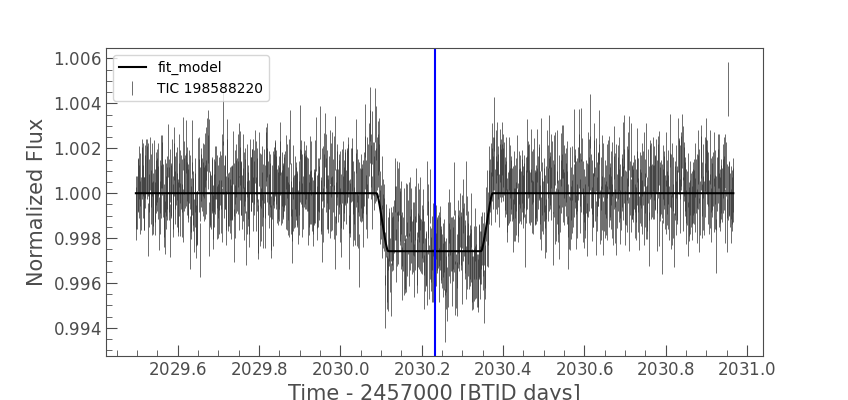 1.006
1.004
1.002
1.000
0.998
0.996
0.994
Normalized Flux
fit_model
TIC 198588220
2029.6 2029.8 2030.0 2030.2 2030.4 2030.6 2030.8 2031.0
Time - 2457000 [BTJD days]